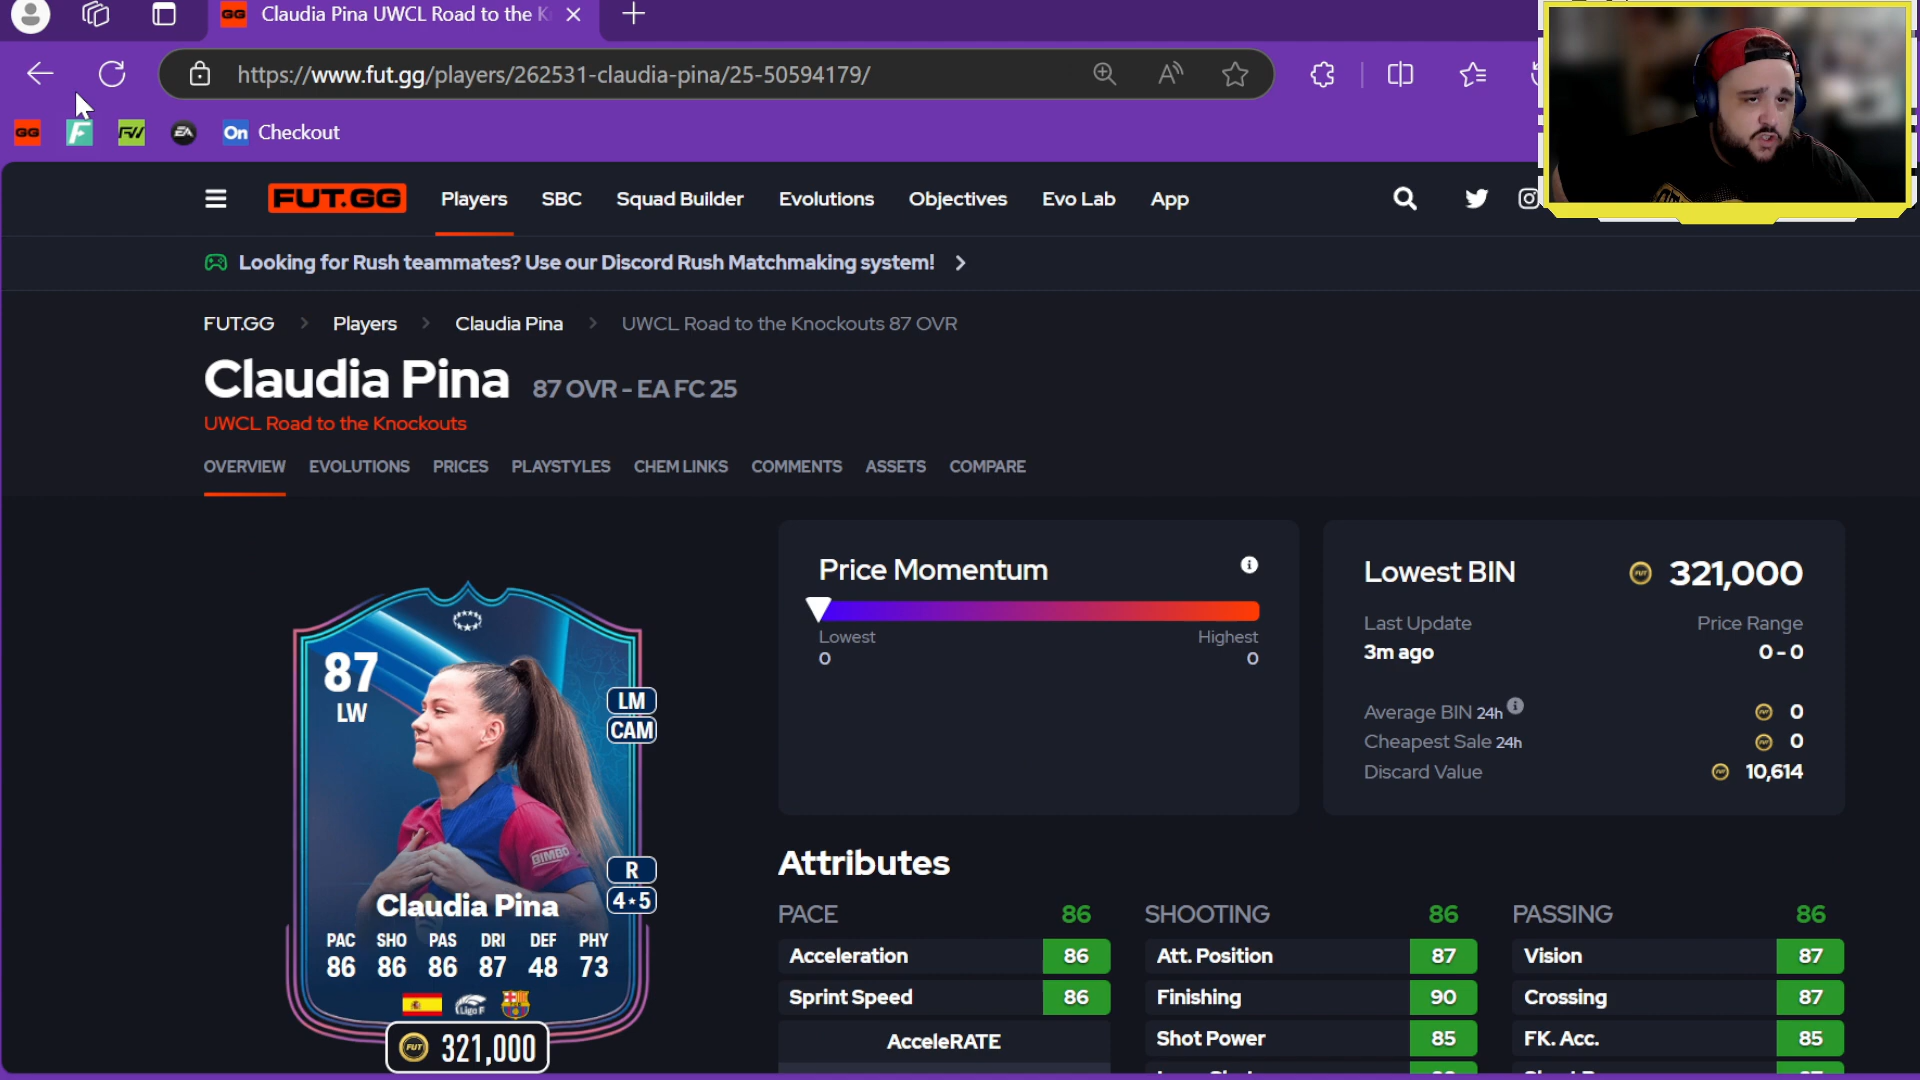 Claudia Pina UWCL Road to the K
https://www.fut.gg/players/262531-claudia-pina/25-50594179/
GG F FW EA On Checkout
FUT.GG Players SBC Squad Builder Evolutions Objectives Evo Lab App
Looking for Rush teammates? Use our Discord Rush Matchmaking system!
FUT.GG Players Claudia Pina UWCL Road to the Knockouts 87 OVR
Claudia Pina 87 OVR - EA FC 25
UWCL Road to the Knockouts
OVERVIEW EVOLUTIONS PRICES PLAYSTYLES CHEM LINKS COMMENTS ASSETS COMPARE
87
LW
LM
CAM
BIMBO
R
4★5
Claudia Pina
PAC SHO PAS DRI DEF PHY
86 86 86 87 48 73
Liga F
FUT 321,000
Price Momentum
Lowest Highest
0 0
Lowest BIN 321,000
Last Update Price Range
3m ago 0 - 0
Average BIN 24h 0
Cheapest Sale 24h 0
Discard Value 10,614
Attributes
PACE 86
Acceleration 86
Sprint Speed 86
AcceleRATE
SHOOTING 86
Att. Position 87
Finishing 90
Shot Power 85
PASSING 86
Vision 87
Crossing 87
FK. Acc. 85